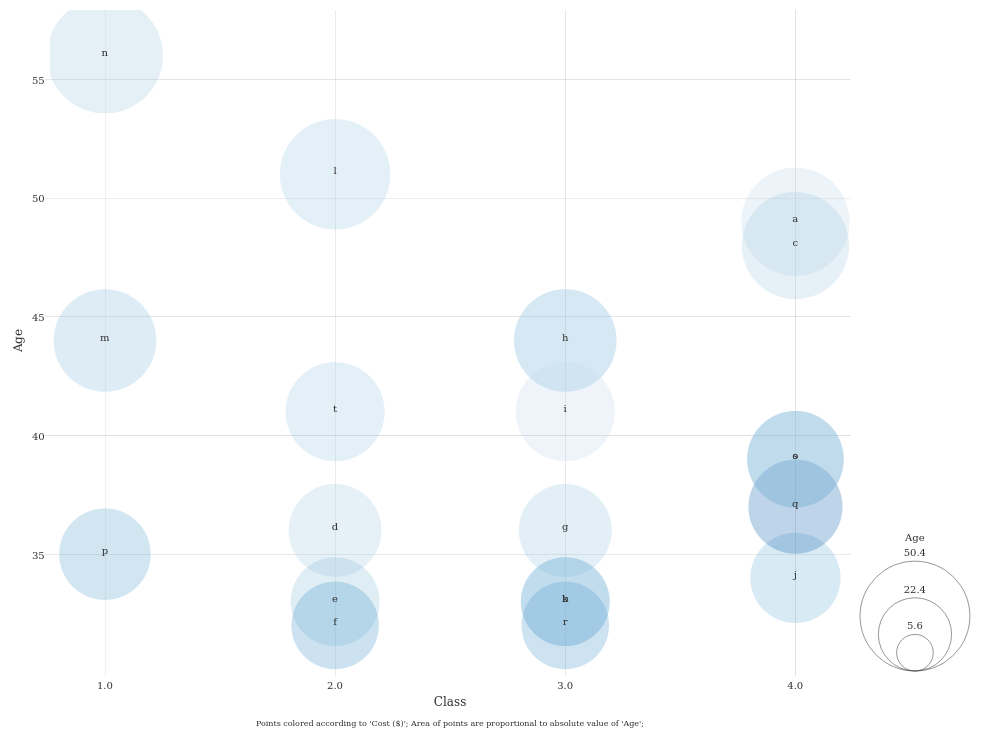 n
55
l
50
a
c
45
m
h
Age
t
i
40
q
d
g
p
35
j
e
f
r
1.0
2.0
3.0
4.0
Class
Age
50.4
22.4
5.6
Points colored according to 'Cost ($)'; Area of points are proportional to absolute value of 'Age';